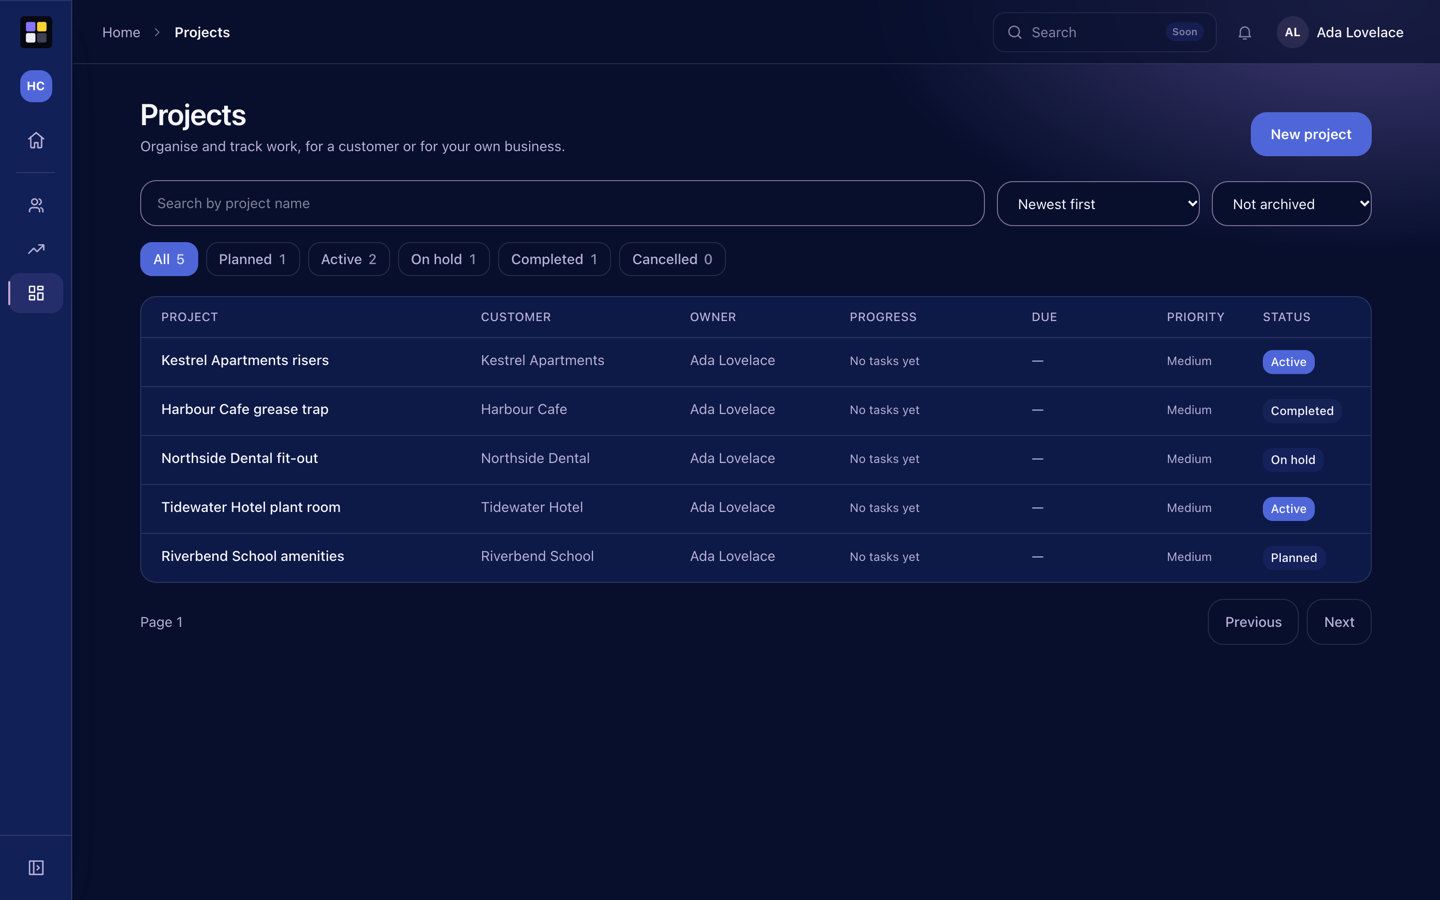 Home > Projects
Search Soon
AL Ada Lovelace
HC
Projects
Organise and track work, for a customer or for your own business.
New project
Search by project name
Newest first
Not archived
All 5 Planned 1 Active 2 On hold 1 Completed 1 Cancelled 0
PROJECT CUSTOMER OWNER PROGRESS DUE PRIORITY STATUS
Kestrel Apartments risers Kestrel Apartments Ada Lovelace No tasks yet — Medium Active
Harbour Cafe grease trap Harbour Cafe Ada Lovelace No tasks yet — Medium Completed
Northside Dental fit-out Northside Dental Ada Lovelace No tasks yet — Medium On hold
Tidewater Hotel plant room Tidewater Hotel Ada Lovelace No tasks yet — Medium Active
Riverbend School amenities Riverbend School Ada Lovelace No tasks yet — Medium Planned
Page 1 Previous Next